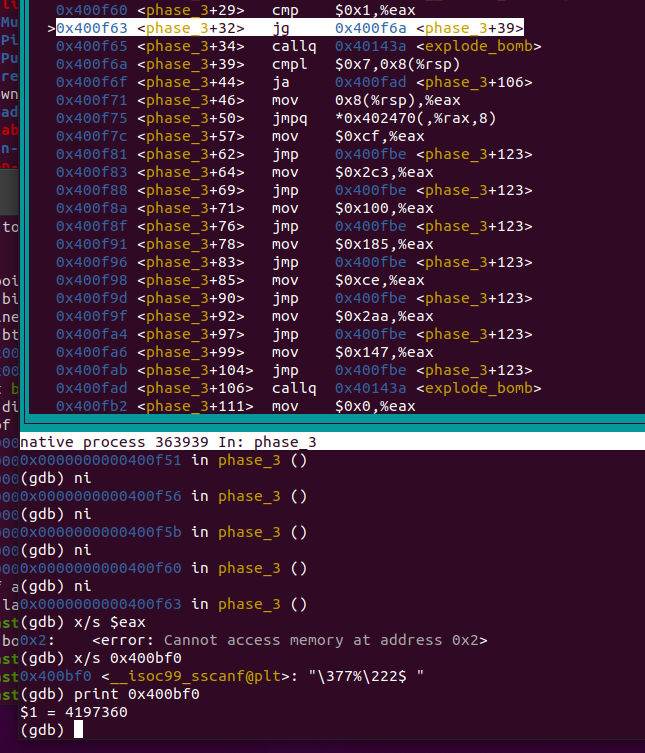 0x400f60 <phase_3+29> cmp $0x1,%eax
>0x400f63 <phase_3+32> jg 0x400f6a <phase_3+39>
0x400f65 <phase_3+34> callq 0x40143a <explode_bomb>
0x400f6a <phase_3+39> cmpl $0x7,0x8(%rsp)
0x400f6f <phase_3+44> ja 0x400fad <phase_3+106>
0x400f71 <phase_3+46> mov 0x8(%rsp),%eax
0x400f75 <phase_3+50> jmpq *0x402470(,%rax,8)
0x400f7c <phase_3+57> mov $0xcf,%eax
0x400f81 <phase_3+62> jmp 0x400fbe <phase_3+123>
0x400f83 <phase_3+64> mov $0x2c3,%eax
0x400f88 <phase_3+69> jmp 0x400fbe <phase_3+123>
0x400f8a <phase_3+71> mov $0x100,%eax
0x400f8f <phase_3+76> jmp 0x400fbe <phase_3+123>
0x400f91 <phase_3+78> mov $0x185,%eax
0x400f96 <phase_3+83> jmp 0x400fbe <phase_3+123>
0x400f98 <phase_3+85> mov $0xce,%eax
0x400f9d <phase_3+90> jmp 0x400fbe <phase_3+123>
0x400f9f <phase_3+92> mov $0x2aa,%eax
0x400fa4 <phase_3+97> jmp 0x400fbe <phase_3+123>
0x400fa6 <phase_3+99> mov $0x147,%eax
0x400fab <phase_3+104> jmp 0x400fbe <phase_3+123>
0x400fad <phase_3+106> callq 0x40143a <explode_bomb>
0x400fb2 <phase_3+111> mov $0x0,%eax
native process 363939 In: phase_3
0x0000000000400f51 in phase_3 ()
(gdb) ni
0x0000000000400f56 in phase_3 ()
(gdb) ni
0x0000000000400f5b in phase_3 ()
(gdb) ni
0x0000000000400f60 in phase_3 ()
(gdb) ni
0x0000000000400f63 in phase_3 ()
(gdb) x/s $eax
0x2: <error: Cannot access memory at address 0x2>
(gdb) x/s 0x400bf0
0x400bf0 <__isoc99_sscanf@plt>: "\377%\222$ "
(gdb) print 0x400bf0
$1 = 4197360
(gdb)